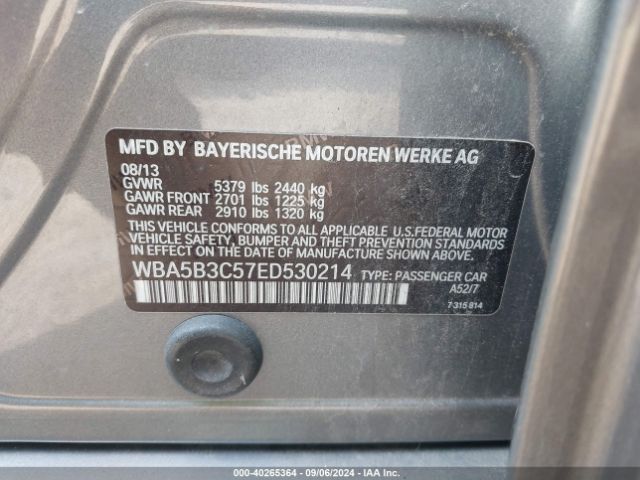 MFD BY BAYERISCHE MOTOREN WERKE AG
08/13
GVWR 5379 lbs 2440 kg
GAWR FRONT 2701 lbs 1225 kg
GAWR REAR 2910 lbs 1320 kg
THIS VEHICLE CONFORMS TO ALL APPLICABLE U.S.FEDERAL MOTOR
VEHICLE SAFETY, BUMPER AND THEFT PREVENTION STANDARDS
IN EFFECT ON THE DATE OF MANUFACTURE SHOWN ABOVE.
WBA5B3C57ED530214 TYPE: PASSENGER CAR
A52/7
7 315 814
000-40265364 | 09/06/2024 | IAA Inc.